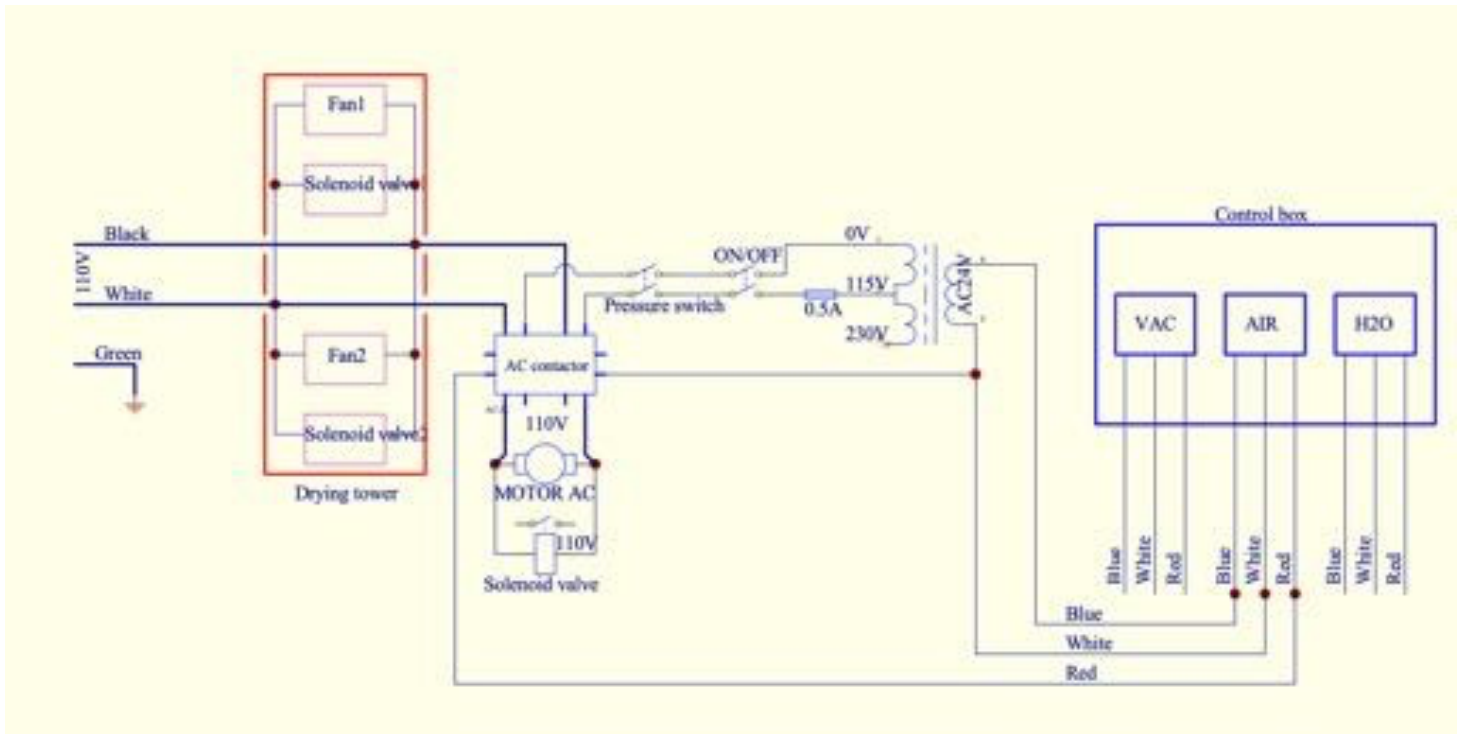 Fan1
Solenoid valve
Black
110V
White
Green
Fan2
Solenoid valve2
Drying tower
AC contactor
110V
MOTOR AC
110V
Solenoid valve
Pressure switch
ON/OFF
0V
115V
0.5A
230V
AC24V
Control box
VAC
AIR
H2O
Blue
White
Red
Blue
White
Red
Blue
White
Red
Blue
White
Red